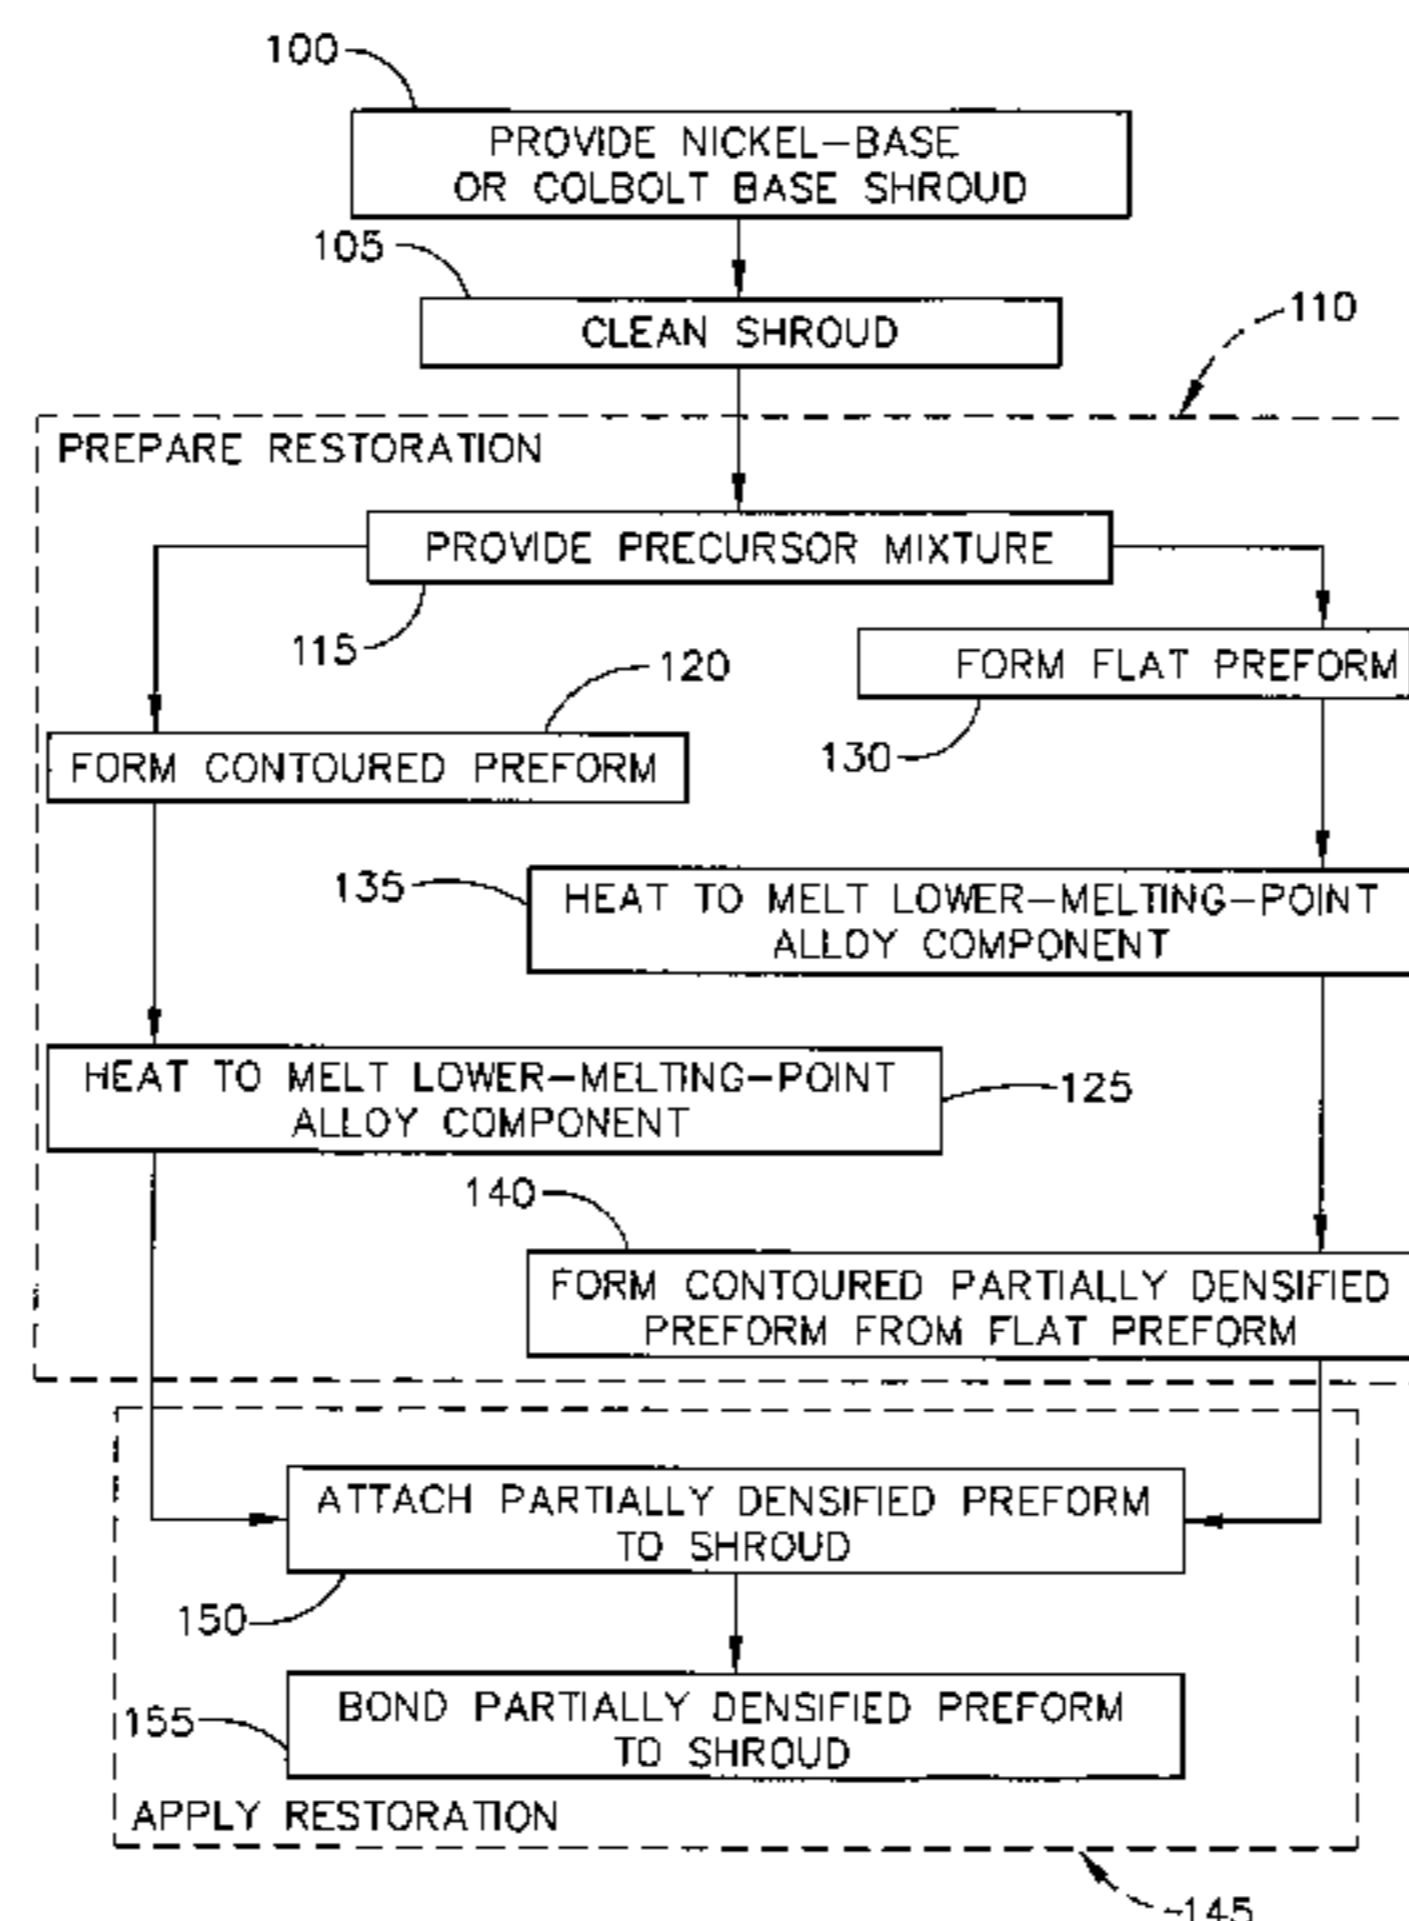 100
PROVIDE NICKEL-BASE
OR COLBOLT BASE SHROUD
105
CLEAN SHROUD
110
PREPARE RESTORATION
PROVIDE PRECURSOR MIXTURE
115
120
FORM FLAT PREFORM
130
FORM CONTOURED PREFORM
135
HEAT TO MELT LOWER-MELTING-POINT
ALLOY COMPONENT
HEAT TO MELT LOWER-MELTING-POINT
ALLOY COMPONENT
125
140
FORM CONTOURED PARTIALLY DENSIFIED
PREFORM FROM FLAT PREFORM
ATTACH PARTIALLY DENSIFIED PREFORM
TO SHROUD
150
BOND PARTIALLY DENSIFIED PREFORM
TO SHROUD
155
APPLY RESTORATION
145